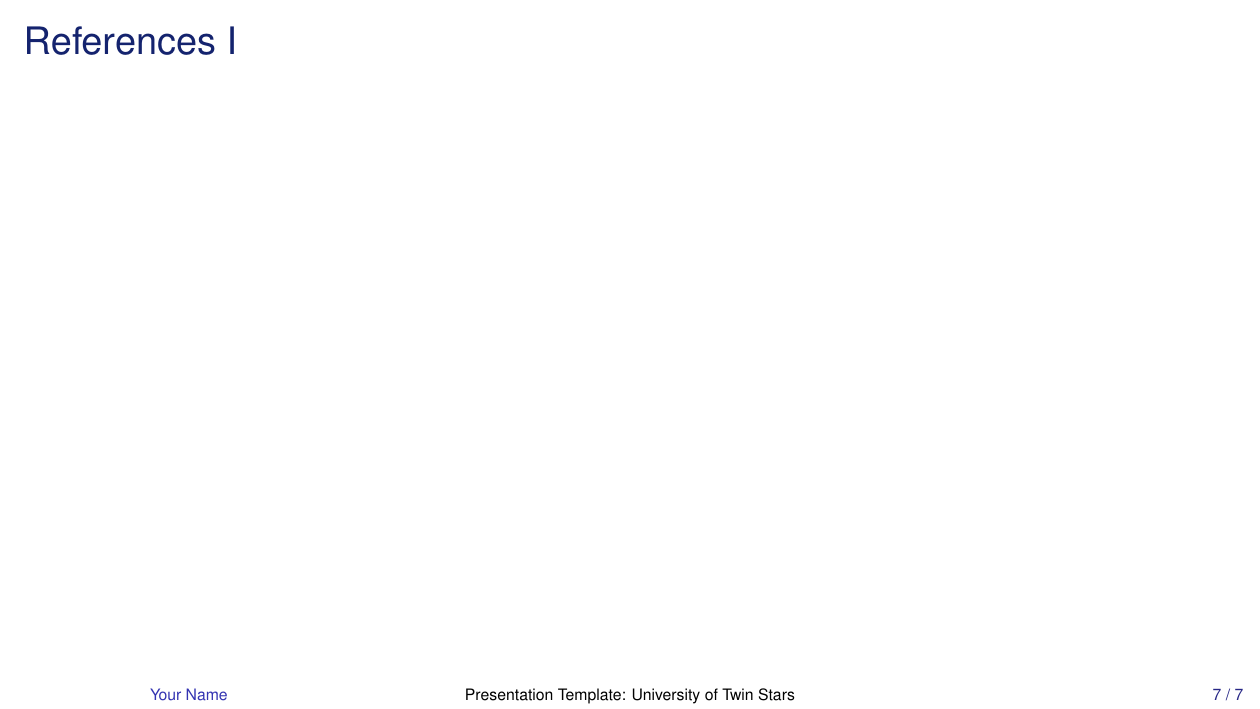 References I
Your Name
Presentation Template: University of Twin Stars
7 / 7